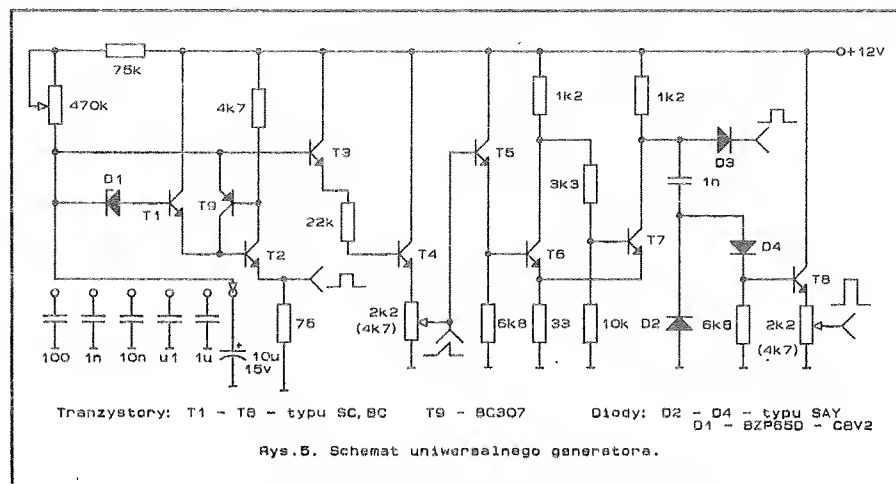 O+12V
75k
470k
4k7
1k2
1k2
D1
T1
T9
T3
D3
T5
3k3
1n
22k
T2
T4
T6
T7
D4
T8
75
2k2
(4k7)
6k8
33
10k
D2
6k8
2k2
(4k7)
100
1n
10n
u1
1u
+
10u
15v
Tranzystory: T1 - T8 - typu SC,BC
T9 - BC307
Diody: D2 - D4 - typu SAY
D1 - BZP650 - C8V2
Rys.5. Schemat uniwersalnego generatora.